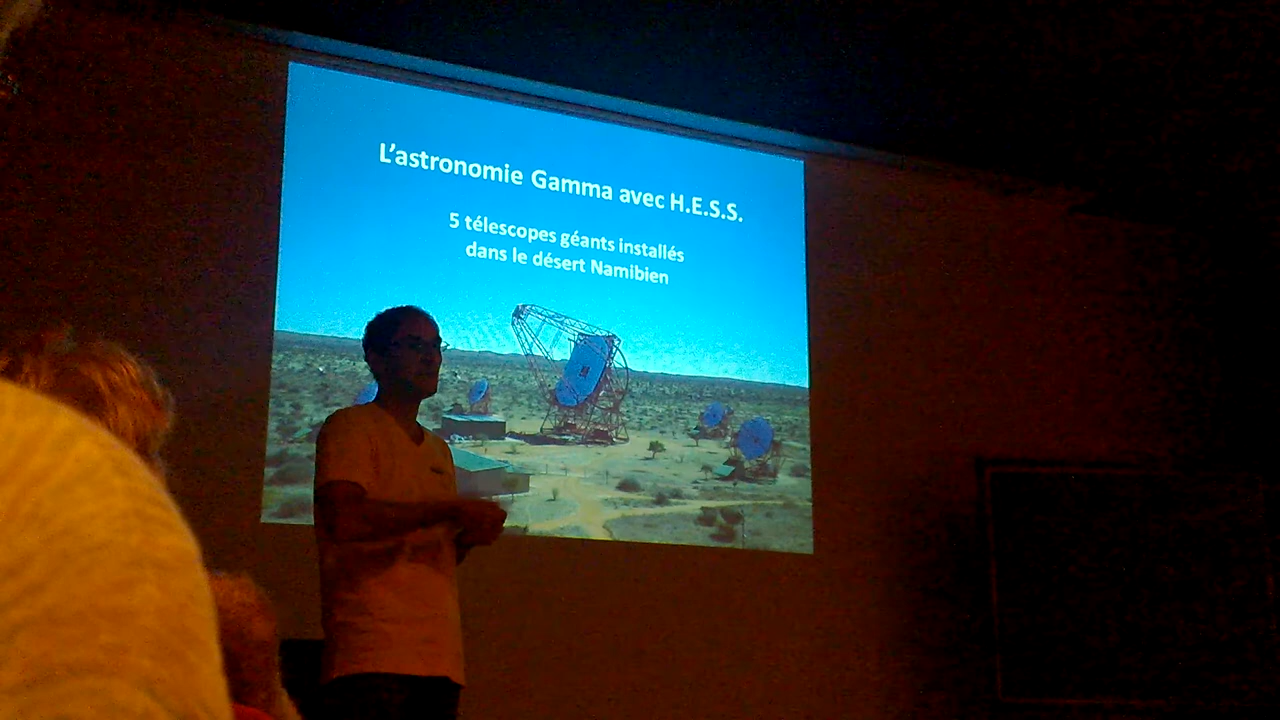 L'astronomie Gamma avec H.E.S.S.
5 télescopes géants installés
dans le désert Namibien